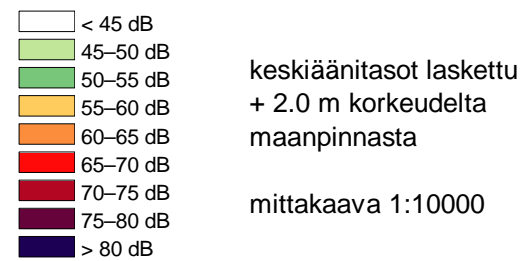 < 45 dB
45–50 dB
50–55 dB
55–60 dB
60–65 dB
65–70 dB
70–75 dB
75–80 dB
> 80 dB
keskiäänitasot laskettu
+ 2.0 m korkeudelta
maanpinnasta
mittakaava 1:10000